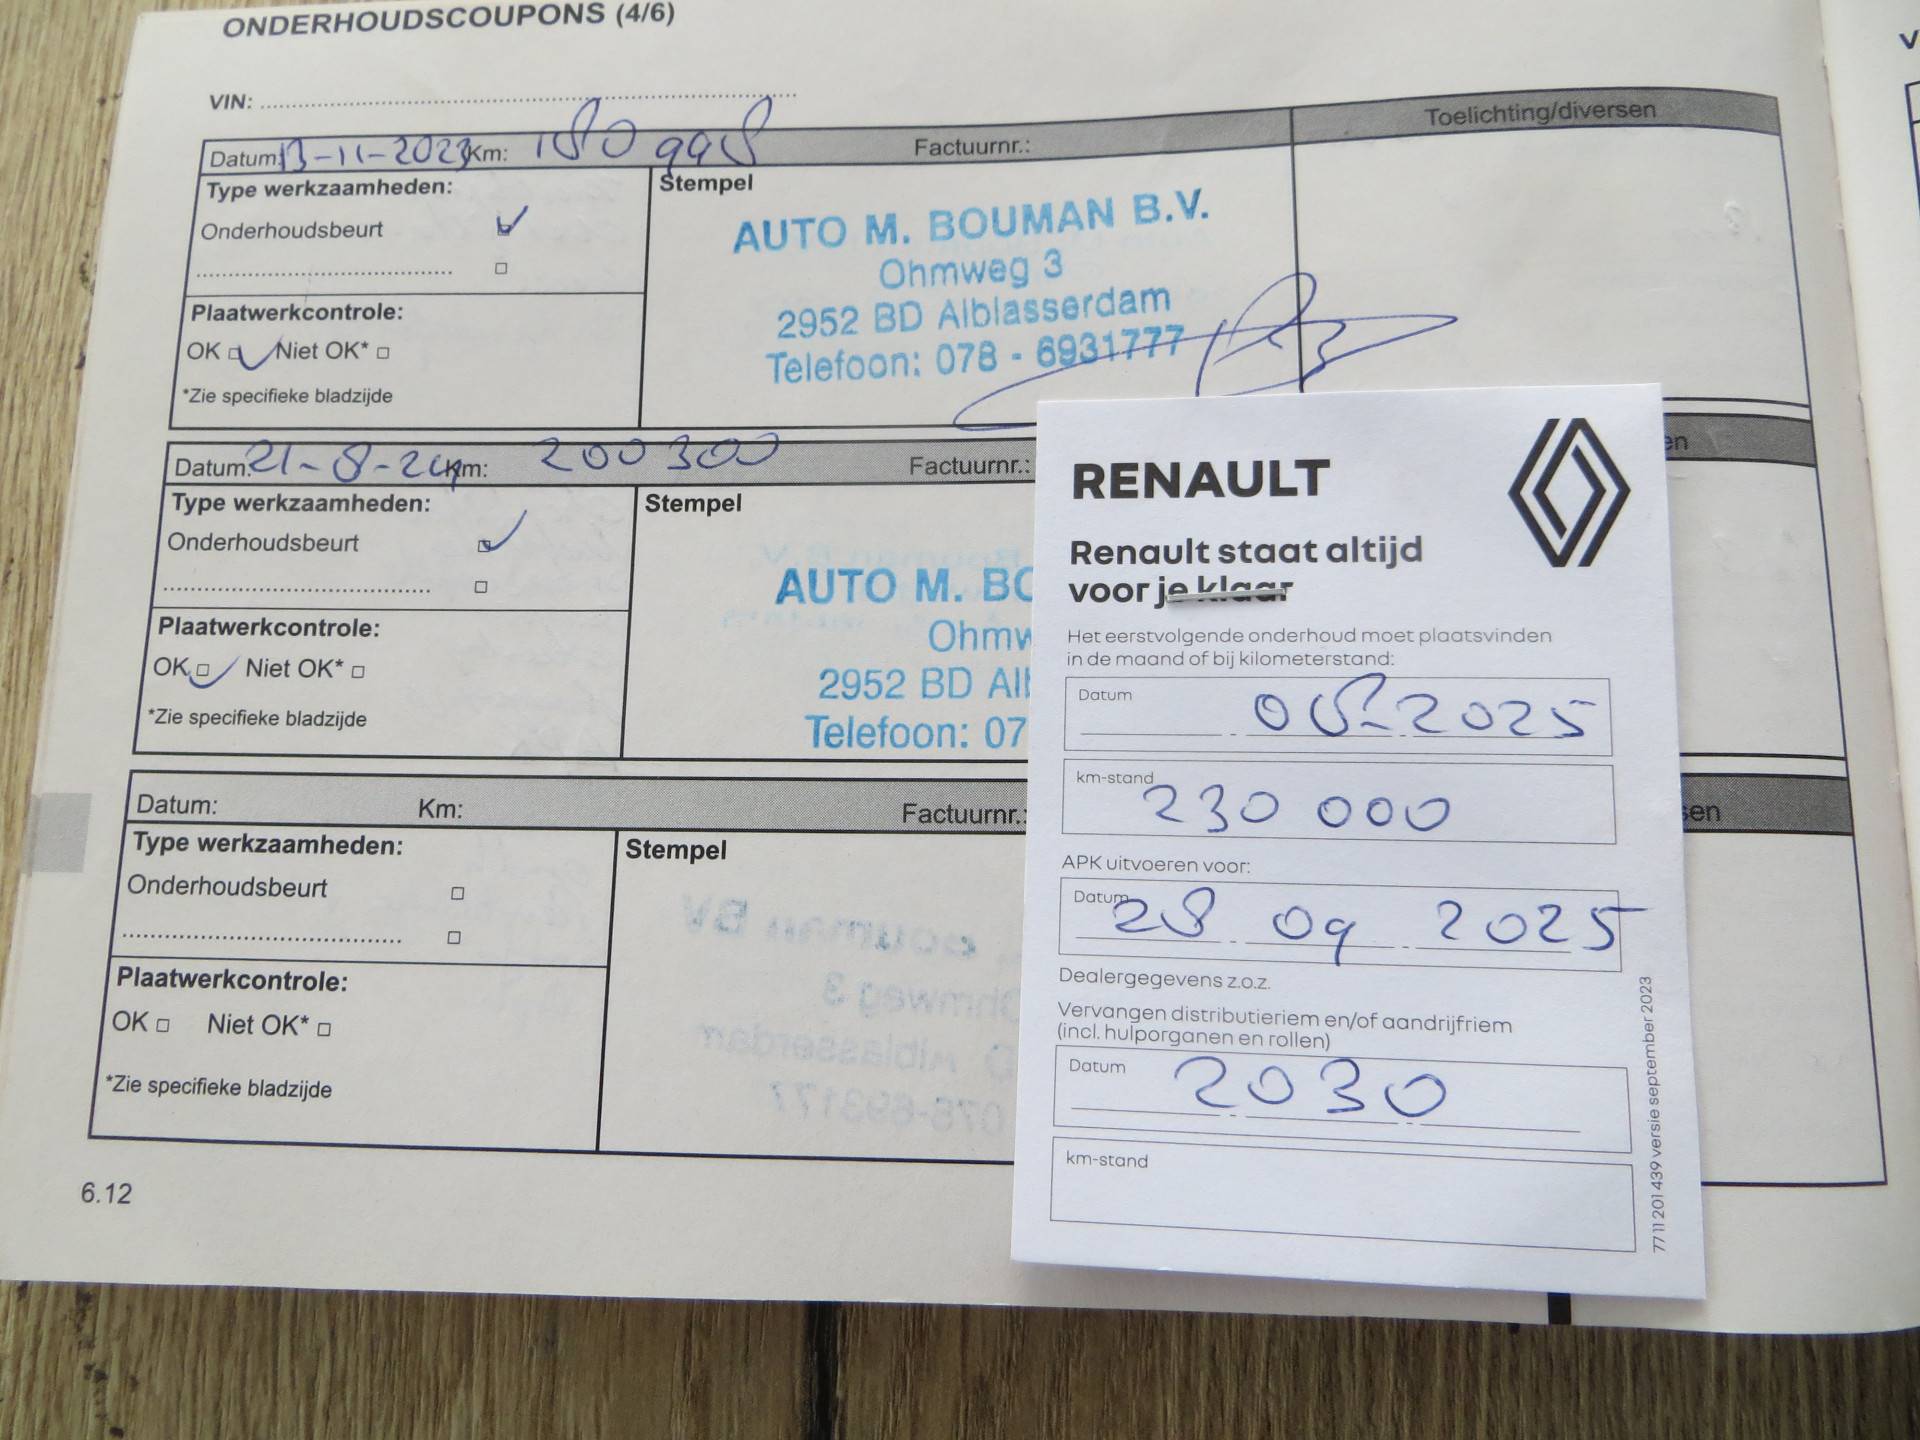 ONDERHOUDSCOUPONS (4/6)
VIN:
Datum: 13-11-2023 Km: 180 998 Factuurnr.: Toelichting/diversen
Type werkzaamheden: Stempel
Onderhoudsbeurt
Plaatwerkcontrole:
OK Niet OK*
*Zie specifieke bladzijde
AUTO M. BOUMAN B.V.
Ohmweg 3
2952 BD Alblasserdam
Telefoon: 078 - 6931777
Datum: 21-8-24 Km: 200300 Factuurnr.: en
Type werkzaamheden: Stempel
Onderhoudsbeurt
Plaatwerkcontrole:
OK Niet OK*
*Zie specifieke bladzijde
AUTO M. BO
Ohmw
2952 BD Al
Telefoon: 07
Datum: Km: Factuurnr.: sen
Type werkzaamheden: Stempel
Onderhoudsbeurt
Plaatwerkcontrole:
OK Niet OK*
*Zie specifieke bladzijde
6.12
RENAULT
Renault staat altijd
voor je klaar
Het eerstvolgende onderhoud moet plaatsvinden
in de maand of bij kilometerstand:
Datum 08-2025
km-stand 230 000
APK uitvoeren voor:
Datum 28 09 2025
Dealergegevens z.o.z.
Vervangen distributieriem en/of aandrijfriem
(incl. hulporganen en rollen)
Datum 2030
km-stand
77 11 201 439 versie september 2023